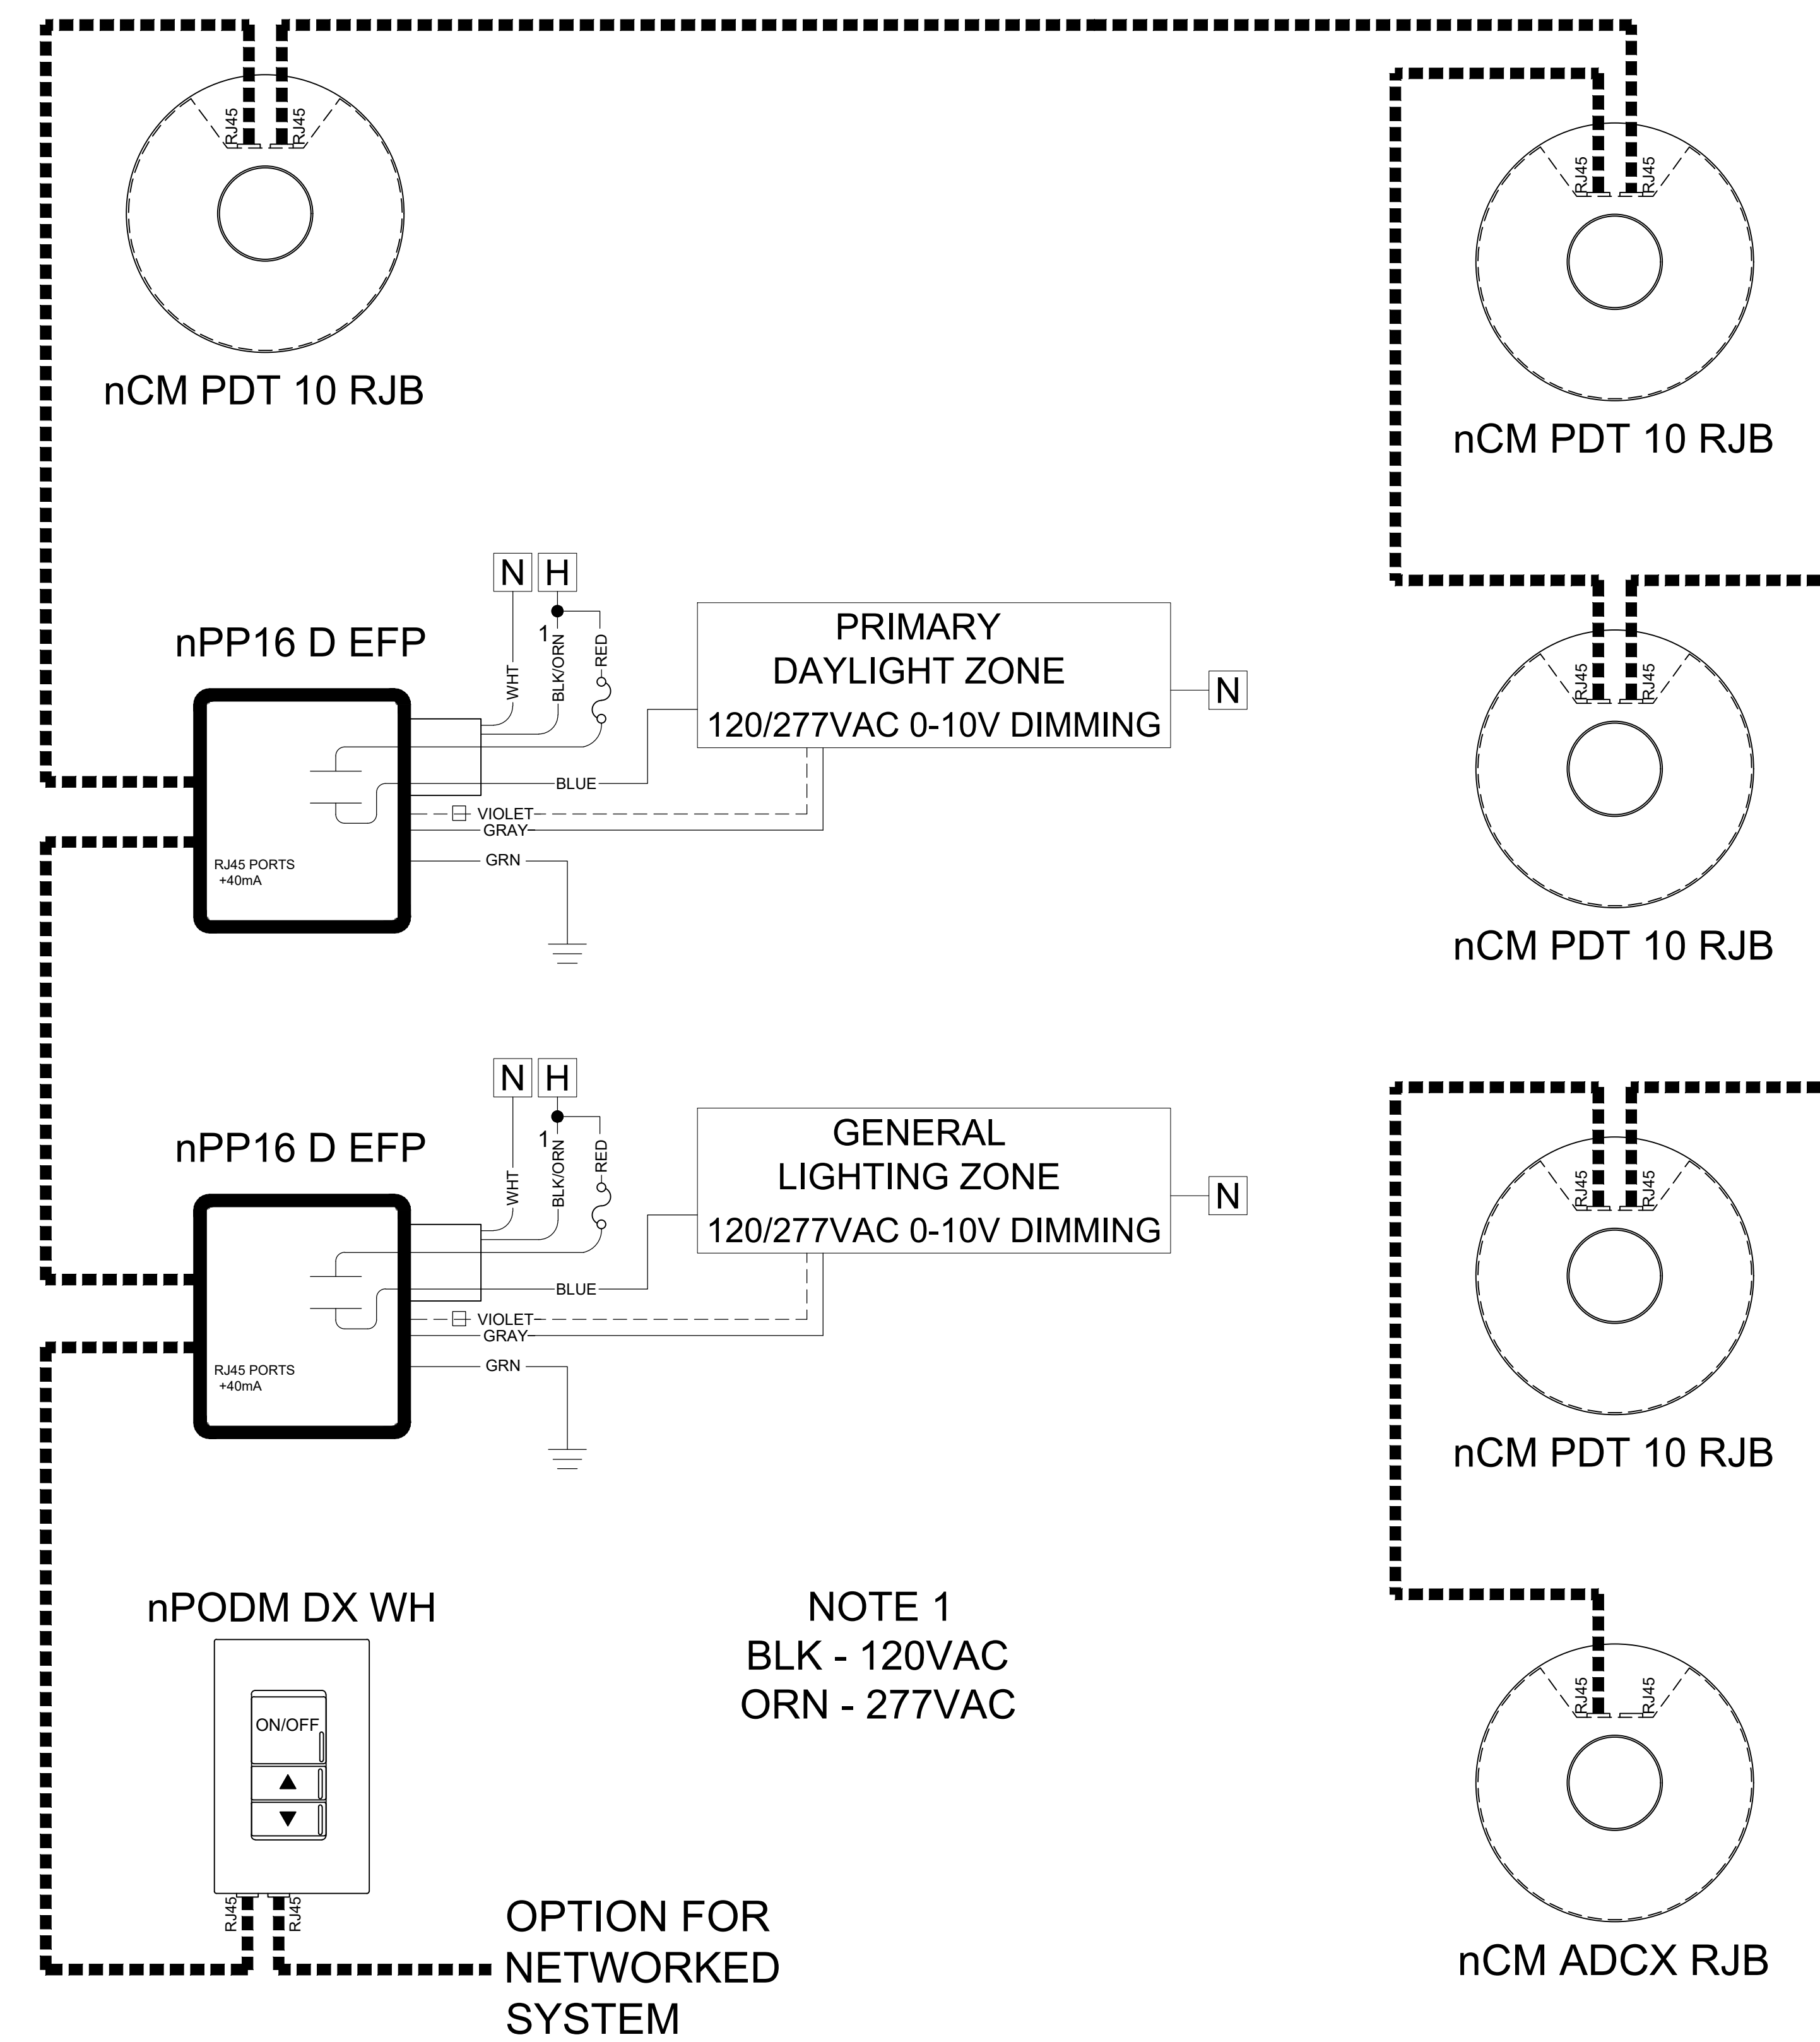 RJ45
RJ45
nCM PDT 10 RJB
RJ45
RJ45
nCM PDT 10 RJB
nPP16 D EFP
N
H
1
WHT
BLK/ORN
RED
PRIMARY
DAYLIGHT ZONE
120/277VAC 0-10V DIMMING
N
BLUE
VIOLET
GRAY
GRN
RJ45 PORTS
+40mA
RJ45
RJ45
nCM PDT 10 RJB
nPP16 D EFP
N
H
1
WHT
BLK/ORN
RED
GENERAL
LIGHTING ZONE
120/277VAC 0-10V DIMMING
N
BLUE
VIOLET
GRAY
GRN
RJ45 PORTS
+40mA
RJ45
RJ45
nCM PDT 10 RJB
nPODM DX WH
ON/OFF
RJ45
RJ45
NOTE 1
BLK - 120VAC
ORN - 277VAC
OPTION FOR
NETWORKED
SYSTEM
RJ45
RJ45
nCM ADCX RJB